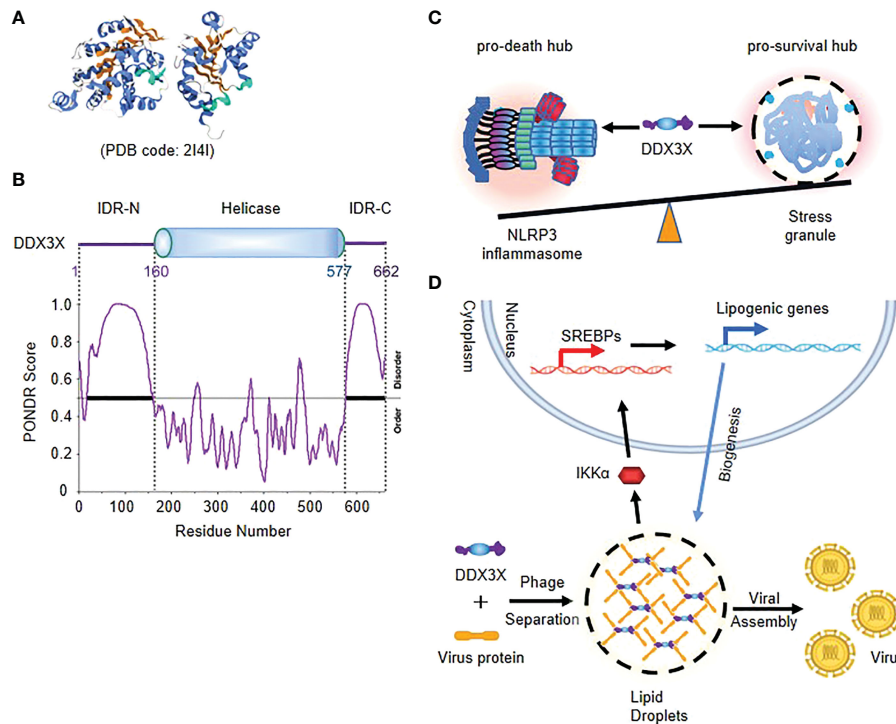 A
(PDB code: 2I4I)
B
IDR-N
Helicase
IDR-C
DDX3X
1
160
577
662
PONDR Score
1.0
0.8
0.6
0.4
0.2
0
Disorder
Order
0
100
200
300
400
500
600
Residue Number
C
pro-death hub
pro-survival hub
DDX3X
NLRP3
inflammasome
Stress
granule
D
Cytoplasm
Nucleus
SREBPs
Lipogenic genes
Biogenesis
IKKα
DDX3X
+
Virus protein
Phage
Separation
Lipid
Droplets
Viral
Assembly
Viru